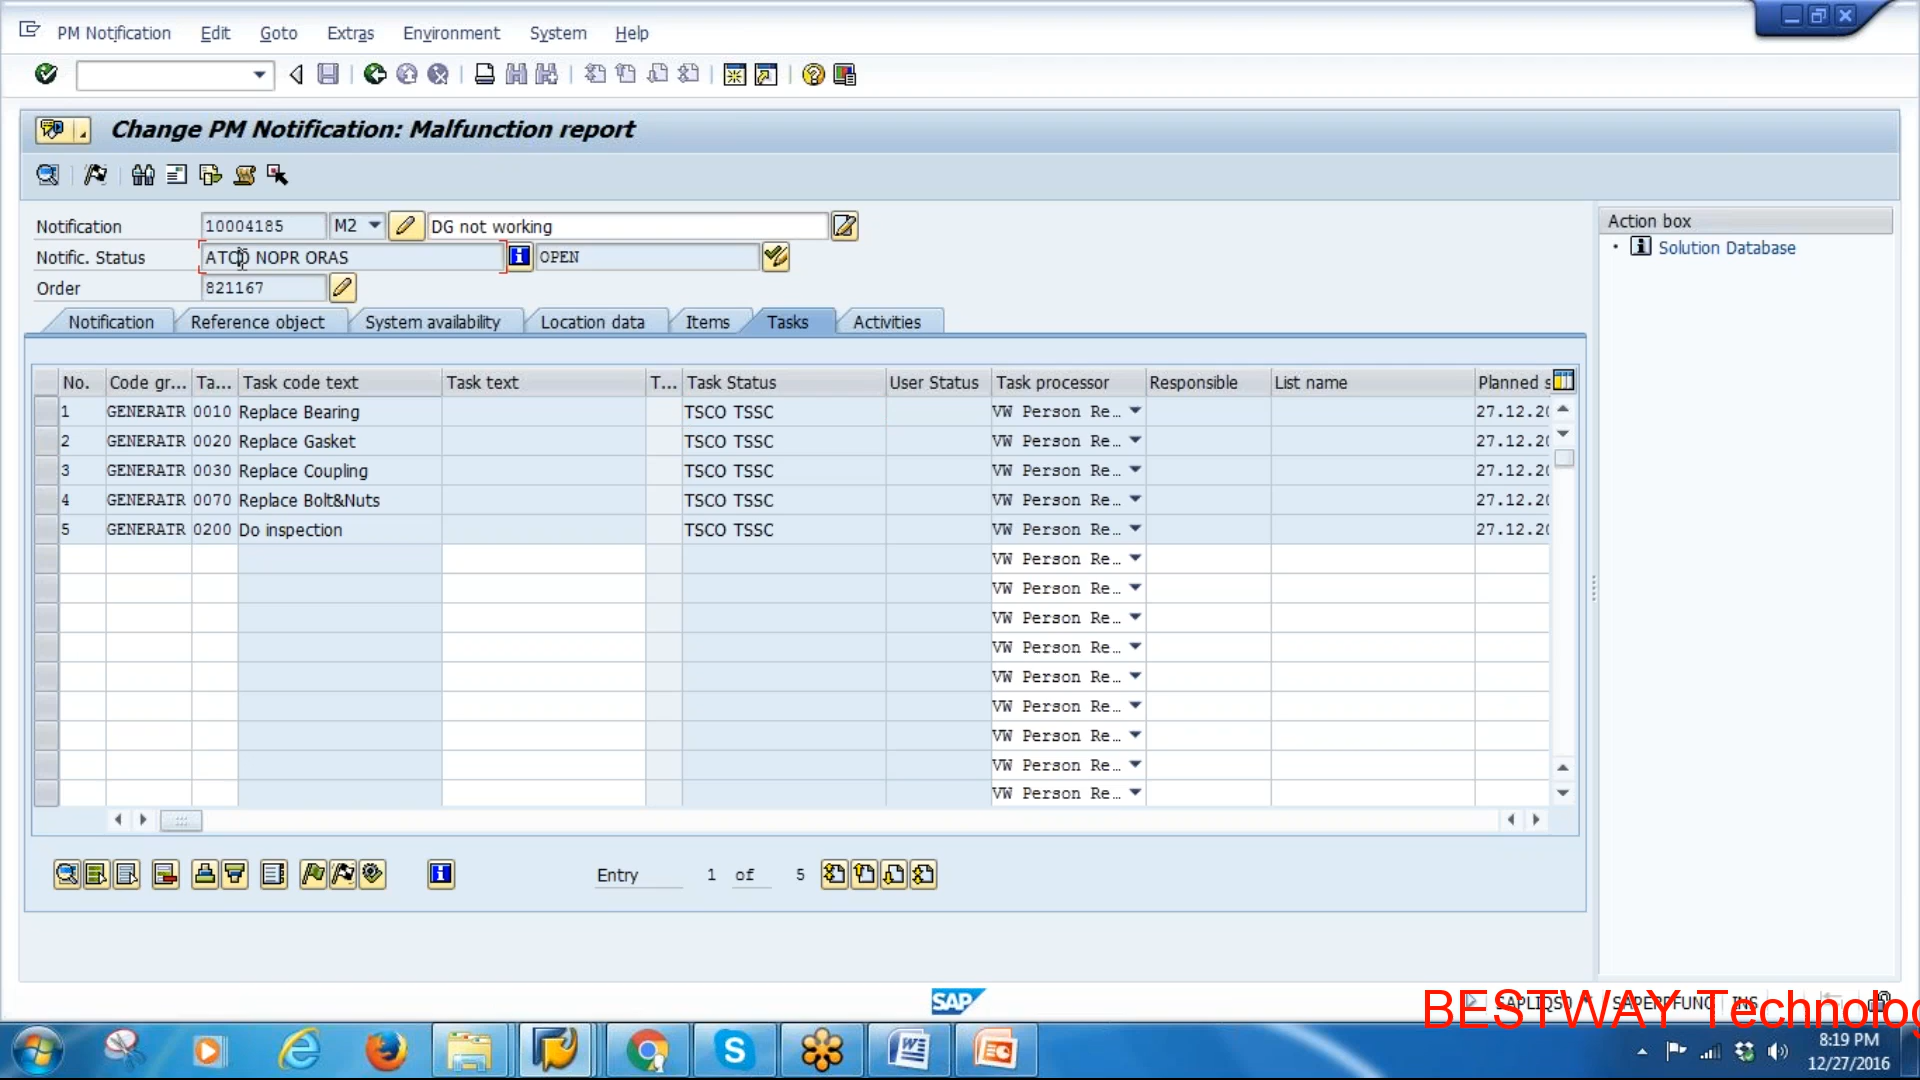 PM Notification Edit Goto Extras Environment System Help
Change PM Notification: Malfunction report
Notification 10004185 M2 DG not working
Notific. Status ATCO NOPR ORAS OPEN
Order 821167
Action box
Solution Database
Notification Reference object System availability Location data Items Tasks Activities
No. Code gr... Ta... Task code text Task text T... Task Status User Status Task processor Responsible List name Planned s
1 GENERATR 0010 Replace Bearing TSCO TSSC VW Person Re... 27.12.20
2 GENERATR 0020 Replace Gasket TSCO TSSC VW Person Re... 27.12.20
3 GENERATR 0030 Replace Coupling TSCO TSSC VW Person Re... 27.12.20
4 GENERATR 0070 Replace Bolt&Nuts TSCO TSSC VW Person Re... 27.12.20
5 GENERATR 0200 Do inspection TSCO TSSC VW Person Re... 27.12.20
VW Person Re...
VW Person Re...
VW Person Re...
VW Person Re...
VW Person Re...
VW Person Re...
VW Person Re...
VW Person Re...
VW Person Re...
Entry 1 of 5
SAP
INS
BESTWAY Technolog
8:19 PM
12/27/2016